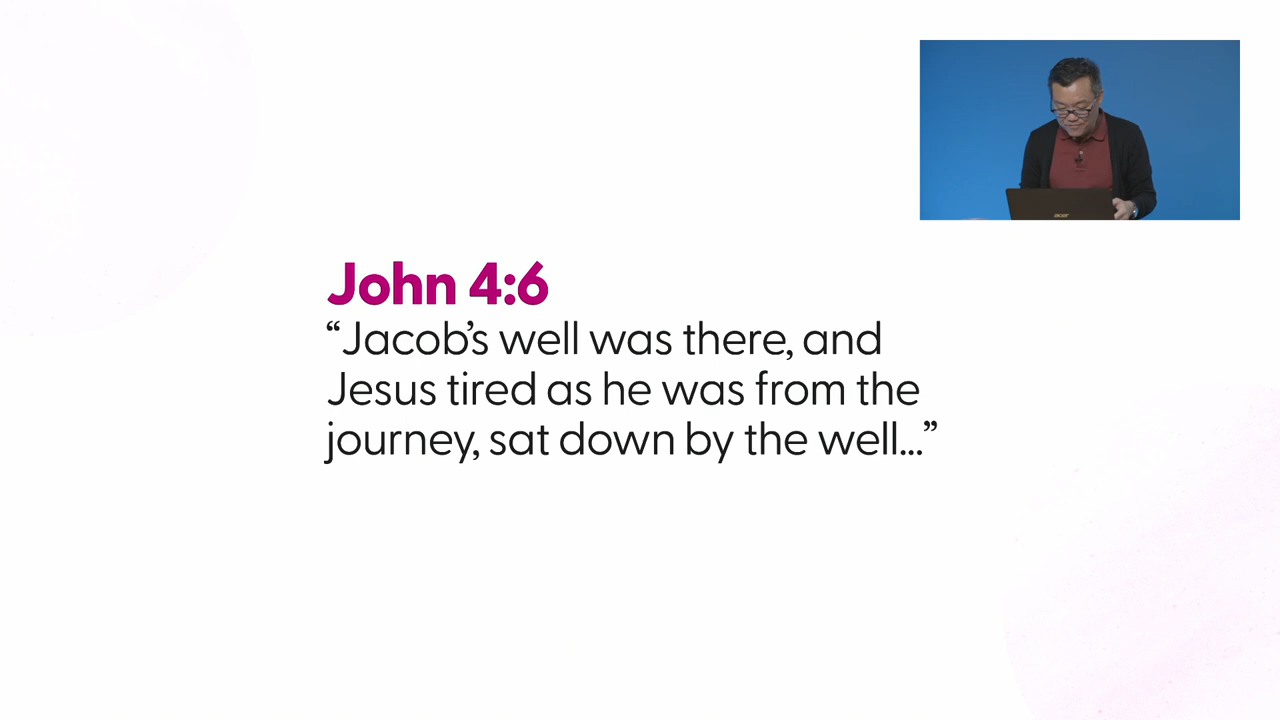 John 4:6
“Jacob’s well was there, and
Jesus tired as he was from the
journey, sat down by the well...”
acer